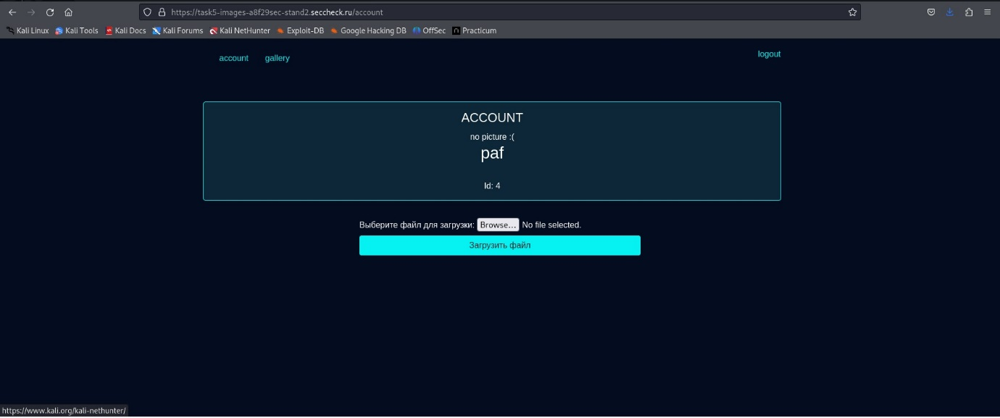 https://task5-images-a8f29sec-stand2.seccheck.ru/account
Kali Linux Kali Tools Kali Docs Kali Forums Kali NetHunter Exploit-DB Google Hacking DB OffSec Practicum
account gallery logout
ACCOUNT
no picture :(
paf
Id: 4
Выберите файл для загрузки: Browse... No file selected.
Загрузить файл
https://www.kali.org/kali-nethunter/